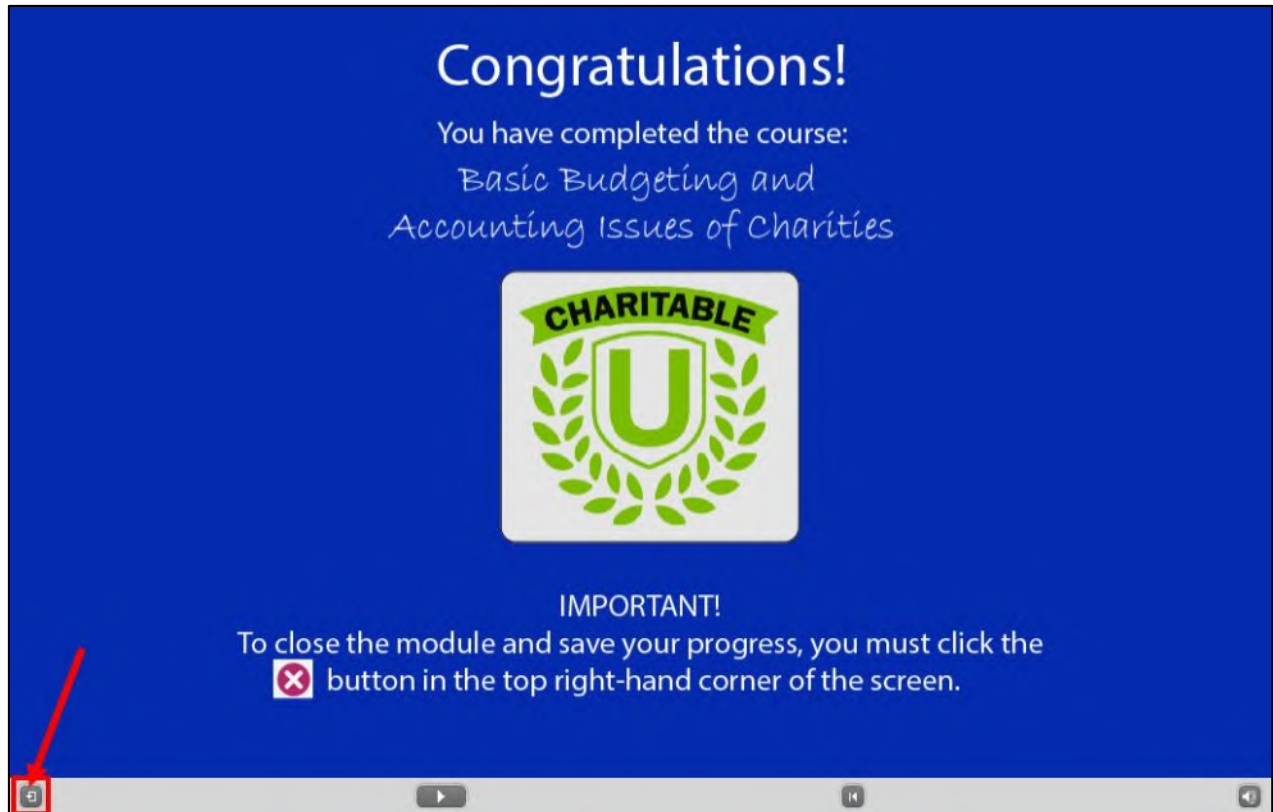 Congratulations!
You have completed the course:
Basic Budgeting and
Accounting Issues of Charities
CHARITABLE
U
IMPORTANT!
To close the module and save your progress, you must click the
button in the top right-hand corner of the screen.